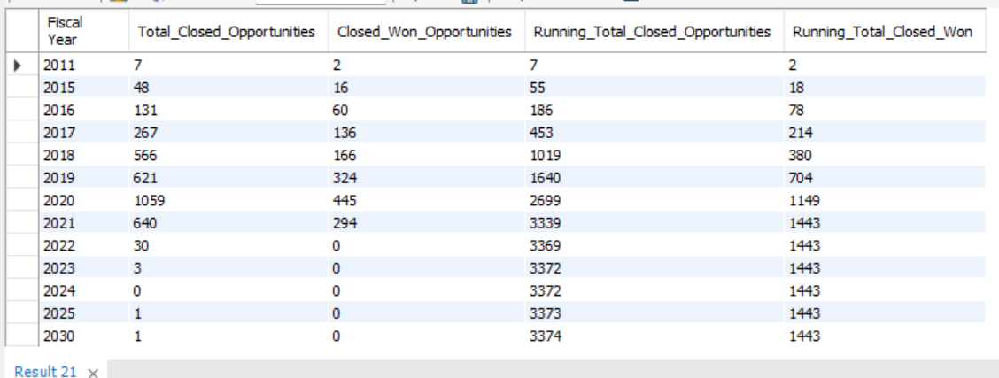 Fiscal Year Total_Closed_Opportunities Closed_Won_Opportunities Running_Total_Closed_Opportunities Running_Total_Closed_Won
2011 7 2 7 2
2015 48 16 55 18
2016 131 60 186 78
2017 267 136 453 214
2018 566 166 1019 380
2019 621 324 1640 704
2020 1059 445 2699 1149
2021 640 294 3339 1443
2022 30 0 3369 1443
2023 3 0 3372 1443
2024 0 0 3372 1443
2025 1 0 3373 1443
2030 1 0 3374 1443
Result 21